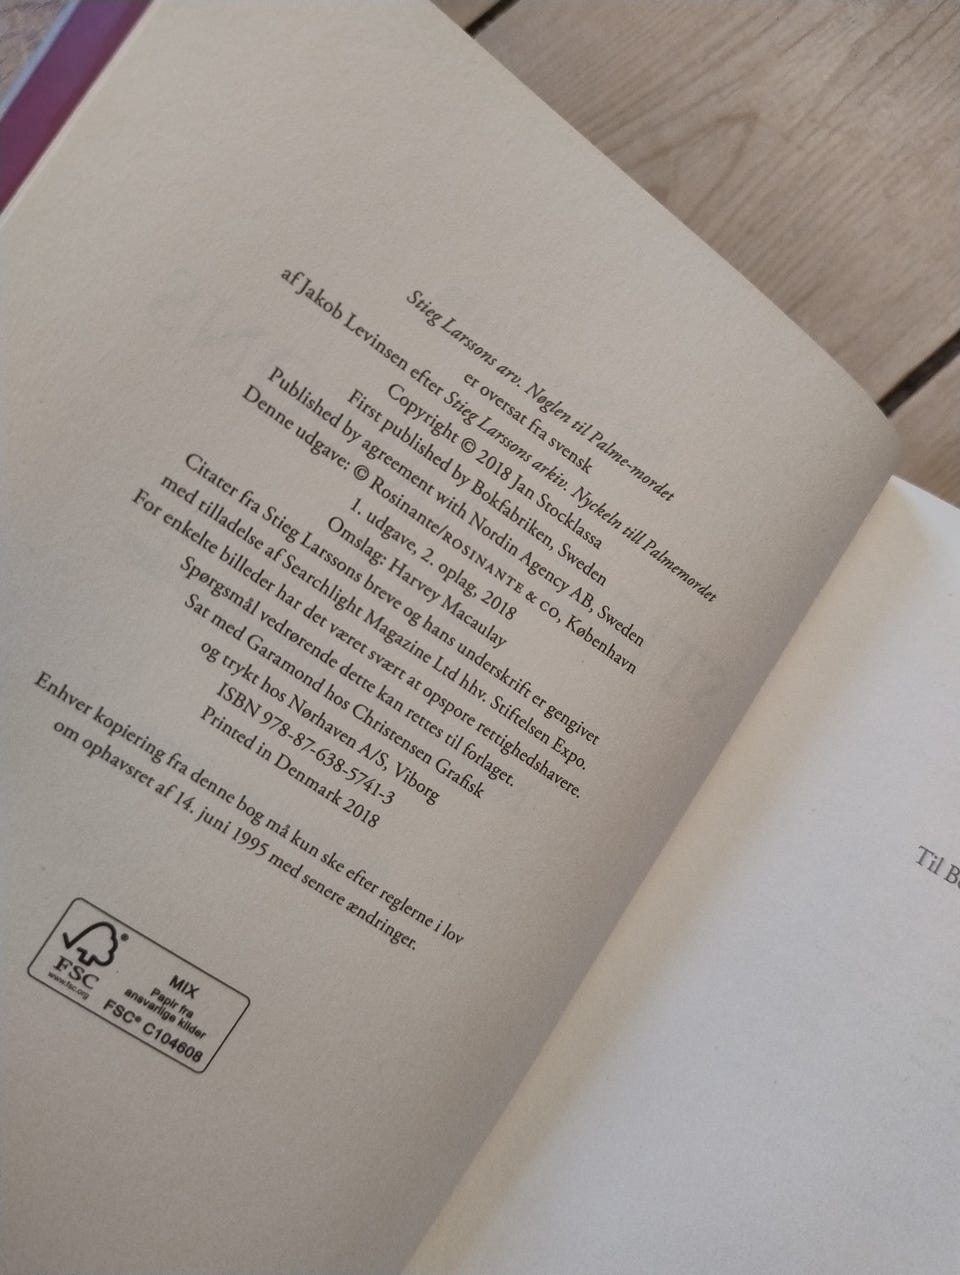 Stieg Larssons arv. Nøglen til Palme-mordet
er oversat fra svensk
af Jakob Levinsen efter Stieg Larssons arkiv. Nyckeln till Palmemordet
Copyright © 2018 Jan Stocklassa
First published by Bokfabriken, Sweden
Published by agreement with Nordin Agency AB, Sweden
Denne udgave: © Rosinante/ROSINANTE & CO, København
1. udgave, 2. oplag, 2018
Omslag: Harvey Macaulay
Citater fra Stieg Larssons breve og hans underskrift er gengivet
med tilladelse af Searchlight Magazine Ltd hhv. Stiftelsen Expo.
For enkelte billeder har det været svært at opspore rettighedshavere.
Spørgsmål vedrørende dette kan rettes til forlaget.
Sat med Garamond hos Christensen Grafisk
og trykt hos Nørhaven A/S, Viborg
ISBN 978-87-638-5741-3
Printed in Denmark 2018
Enhver kopiering fra denne bog må kun ske efter reglerne i lov
om ophavsret af 14. juni 1995 med senere ændringer.
FSC
www.fsc.org
MIX
Papir fra
ansvarlige kilder
FSC® C104608
Til